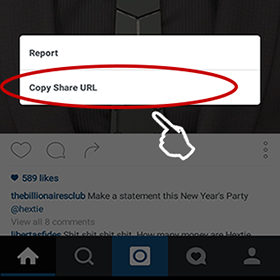 Report
Copy Share URL
589 likes
thebillionairesclub Make a statement this New Year's Party
@hextie
View all 8 comments
libertasfides Shit shit shit shit. How many money are Hextie